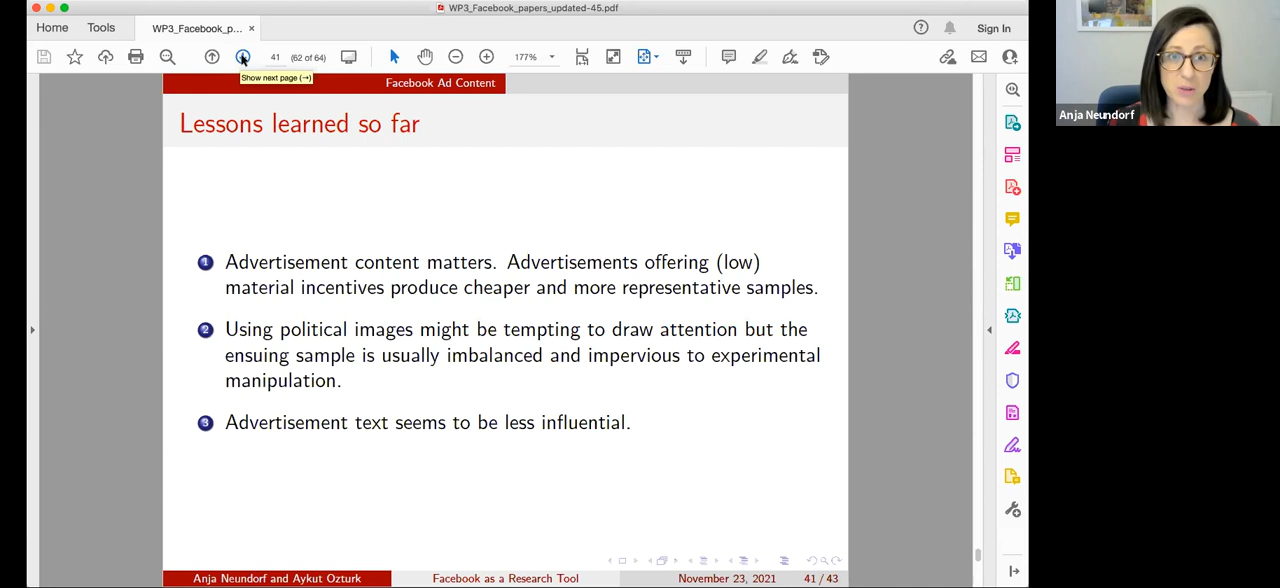 WP3_Facebook_papers_updated-45.pdf
Home Tools WP3_Facebook_p... × Sign In
41 (62 of 64) 177%
Show next page (→)
Facebook Ad Content
Anja Neundorf
Lessons learned so far
1 Advertisement content matters. Advertisements offering (low)
material incentives produce cheaper and more representative samples.
2 Using political images might be tempting to draw attention but the
ensuing sample is usually imbalanced and impervious to experimental
manipulation.
3 Advertisement text seems to be less influential.
Anja Neundorf and Aykut Ozturk Facebook as a Research Tool November 23, 2021 41 / 43